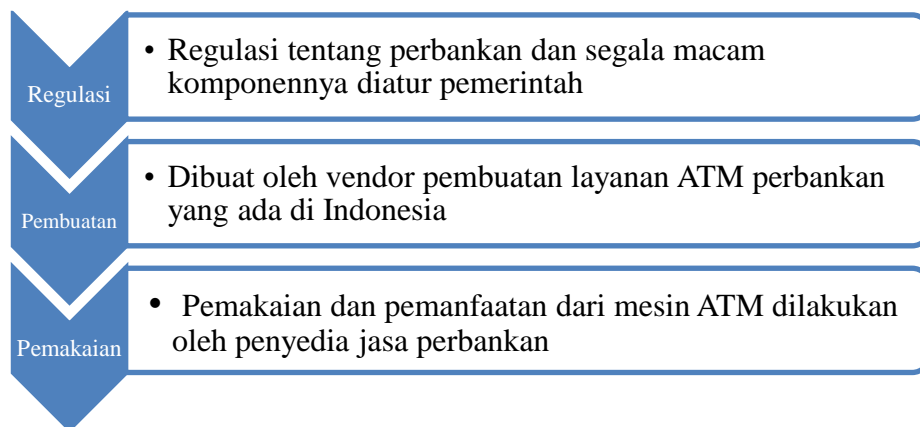 Regulasi
• Regulasi tentang perbankan dan segala macam
komponennya diatur pemerintah
Pembuatan
• Dibuat oleh vendor pembuatan layanan ATM perbankan
yang ada di Indonesia
Pemakaian
• Pemakaian dan pemanfaatan dari mesin ATM dilakukan
oleh penyedia jasa perbankan